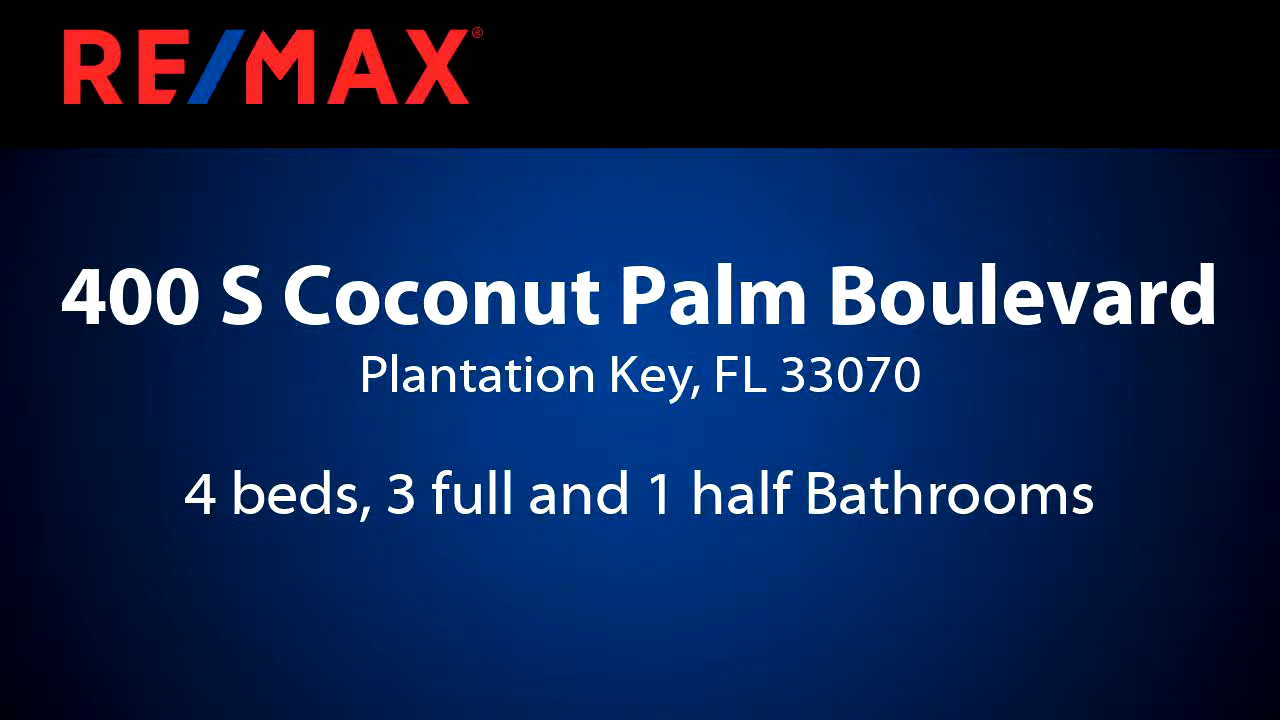 RE/MAX®
400 S Coconut Palm Boulevard
Plantation Key, FL 33070
4 beds, 3 full and 1 half Bathrooms